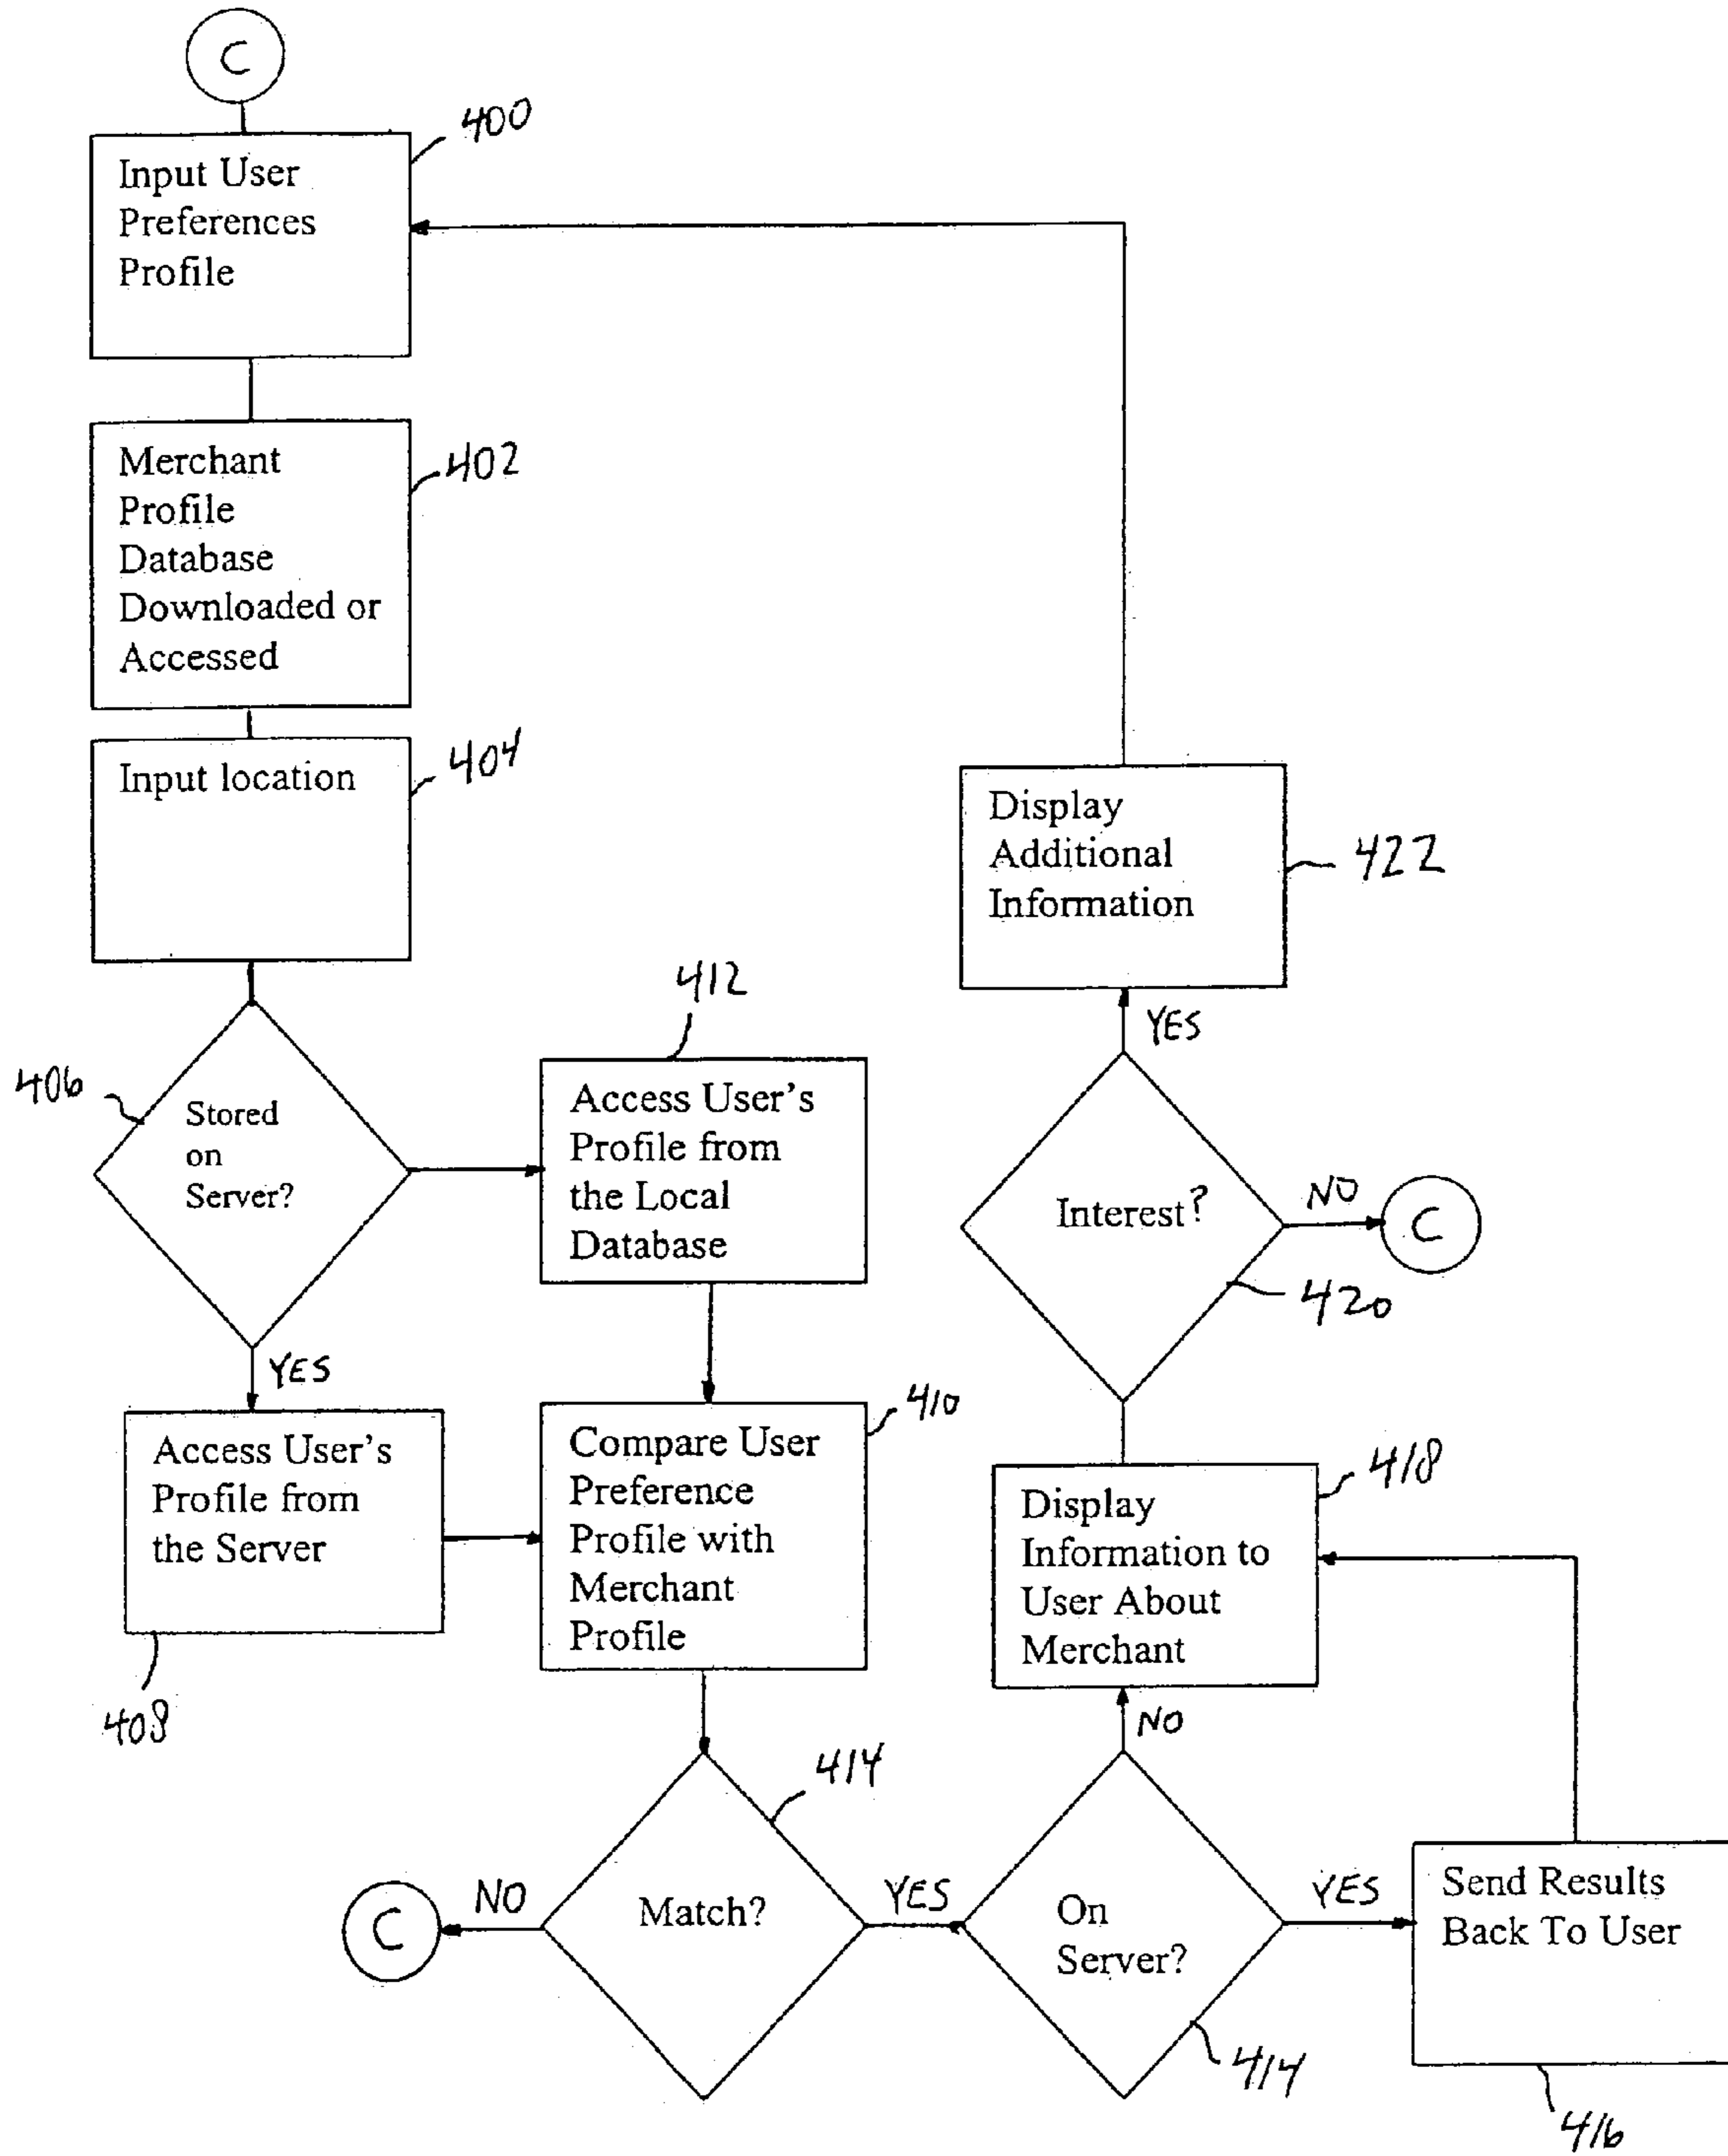 C
400
Input User
Preferences
Profile
402
Merchant
Profile
Database
Downloaded or
Accessed
404
Input location
406
Stored
on
Server?
YES
412
Access User's
Profile from
the Local
Database
Access User's
Profile from
the Server
408
410
Compare User
Preference
Profile with
Merchant
Profile
414
Match?
NO
C
YES
On
Server?
414
YES
Send Results
Back To User
416
NO
418
Display
Information to
User About
Merchant
Interest?
420
NO
C
YES
Display
Additional
Information
422